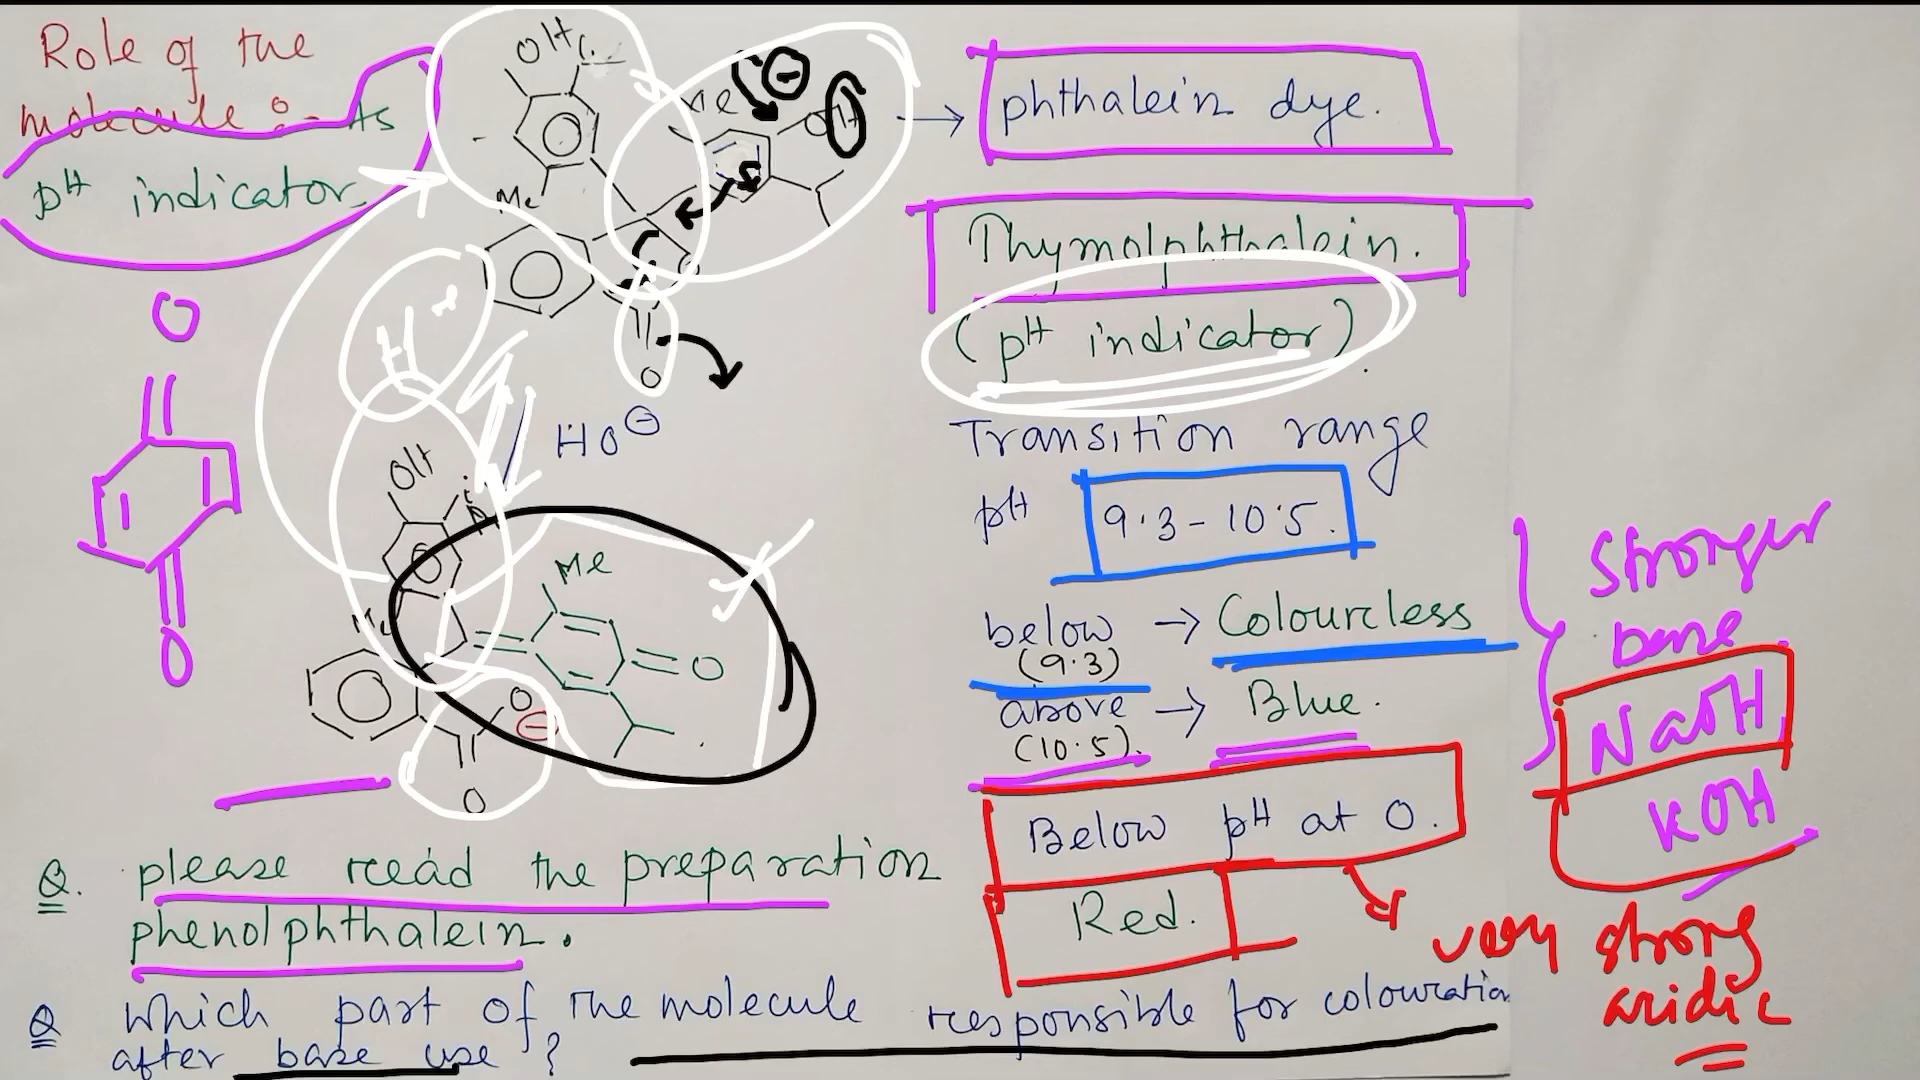 Role of the
molecule :- As
pH indicator
OH
Me
Me
OH
O
H+
HO⊖
OH
Me
Me
O
O⊖
O
O
O
phthalein dye.
Thymolphthalein.
(pH indicator)
Transition range
pH 9.3 - 10.5.
below → Colourless
(9.3)
above → Blue.
(10.5).
Stronger
base
NaOH
KOH
Below pH at 0.
Red.
very strong
acidic
Q. please read the preparation
phenolphthalein.
Q which part of the molecule responsible for colouration
after base use ?